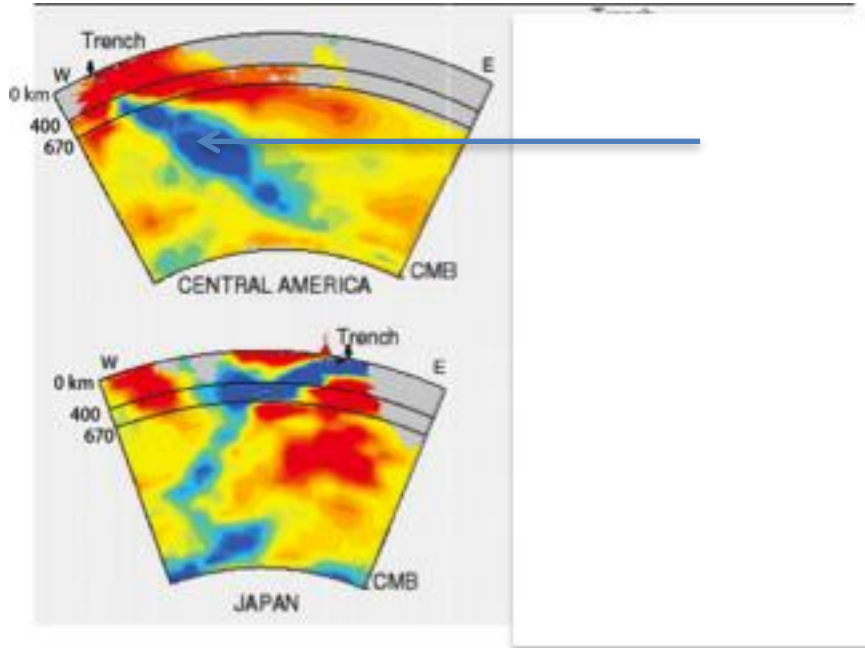 Trench
W
E
0 km
400
670
CMB
CENTRAL AMERICA
Trench
W
E
0 km
400
670
CMB
JAPAN